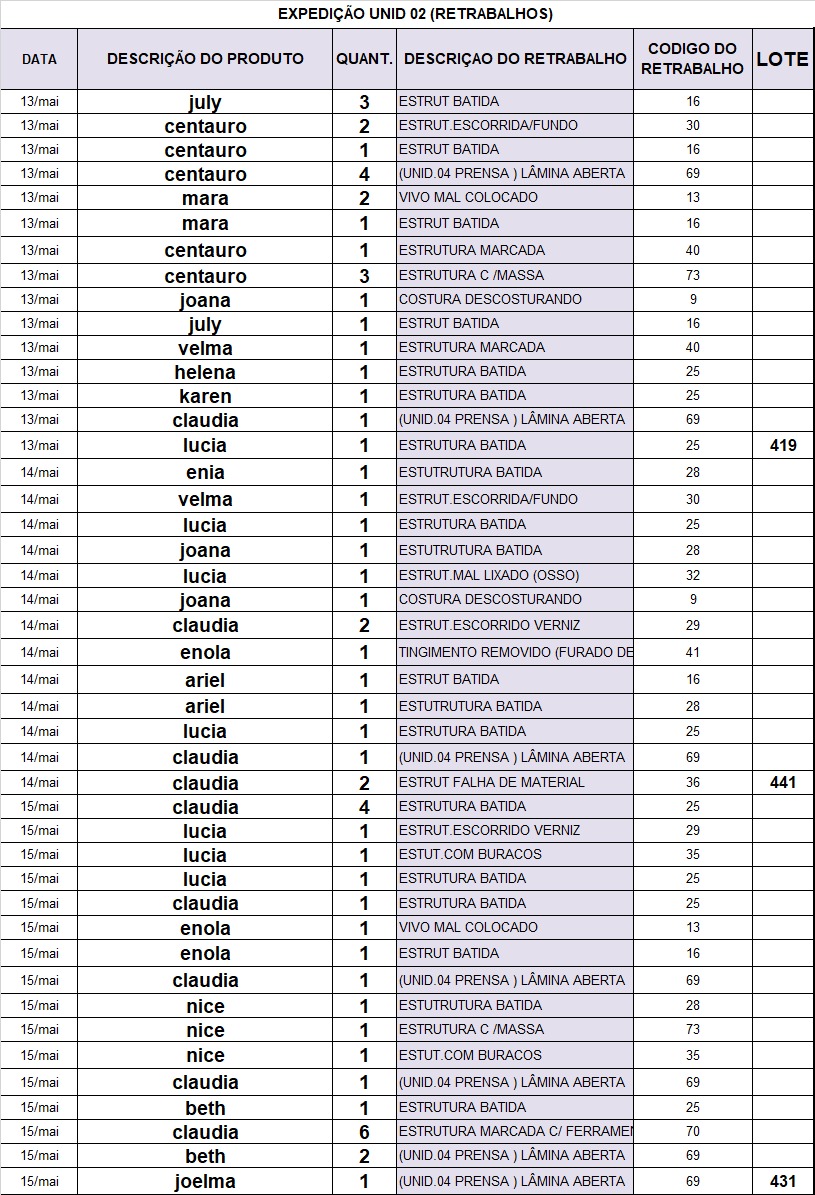 EXPEDIÇÃO UNID 02 (RETRABALHOS)
DATA DESCRIÇÃO DO PRODUTO QUANT. DESCRIÇAO DO RETRABALHO CODIGO DO RETRABALHO LOTE
13/mai july 3 ESTRUT BATIDA 16
13/mai centauro 2 ESTRUT.ESCORRIDA/FUNDO 30
13/mai centauro 1 ESTRUT BATIDA 16
13/mai centauro 4 (UNID.04 PRENSA ) LÂMINA ABERTA 69
13/mai mara 2 VIVO MAL COLOCADO 13
13/mai mara 1 ESTRUT BATIDA 16
13/mai centauro 1 ESTRUTURA MARCADA 40
13/mai centauro 3 ESTRUTURA C /MASSA 73
13/mai joana 1 COSTURA DESCOSTURANDO 9
13/mai july 1 ESTRUT BATIDA 16
13/mai velma 1 ESTRUTURA MARCADA 40
13/mai helena 1 ESTRUTURA BATIDA 25
13/mai karen 1 ESTRUTURA BATIDA 25
13/mai claudia 1 (UNID.04 PRENSA ) LÂMINA ABERTA 69
13/mai lucia 1 ESTRUTURA BATIDA 25 419
14/mai enia 1 ESTUTRUTURA BATIDA 28
14/mai velma 1 ESTRUT.ESCORRIDA/FUNDO 30
14/mai lucia 1 ESTRUTURA BATIDA 25
14/mai joana 1 ESTUTRUTURA BATIDA 28
14/mai lucia 1 ESTRUT.MAL LIXADO (OSSO) 32
14/mai joana 1 COSTURA DESCOSTURANDO 9
14/mai claudia 2 ESTRUT.ESCORRIDO VERNIZ 29
14/mai enola 1 TINGIMENTO REMOVIDO (FURADO DE 41
14/mai ariel 1 ESTRUT BATIDA 16
14/mai ariel 1 ESTUTRUTURA BATIDA 28
14/mai lucia 1 ESTRUTURA BATIDA 25
14/mai claudia 1 (UNID.04 PRENSA ) LÂMINA ABERTA 69
14/mai claudia 2 ESTRUT FALHA DE MATERIAL 36 441
15/mai claudia 4 ESTRUTURA BATIDA 25
15/mai lucia 1 ESTRUT.ESCORRIDO VERNIZ 29
15/mai lucia 1 ESTUT.COM BURACOS 35
15/mai lucia 1 ESTRUTURA BATIDA 25
15/mai claudia 1 ESTRUTURA BATIDA 25
15/mai enola 1 VIVO MAL COLOCADO 13
15/mai enola 1 ESTRUT BATIDA 16
15/mai claudia 1 (UNID.04 PRENSA ) LÂMINA ABERTA 69
15/mai nice 1 ESTUTRUTURA BATIDA 28
15/mai nice 1 ESTRUTURA C /MASSA 73
15/mai nice 1 ESTUT.COM BURACOS 35
15/mai claudia 1 (UNID.04 PRENSA ) LÂMINA ABERTA 69
15/mai beth 1 ESTRUTURA BATIDA 25
15/mai claudia 6 ESTRUTURA MARCADA C/ FERRAMEN 70
15/mai beth 2 (UNID.04 PRENSA ) LÂMINA ABERTA 69
15/mai joelma 1 (UNID.04 PRENSA ) LÂMINA ABERTA 69 431